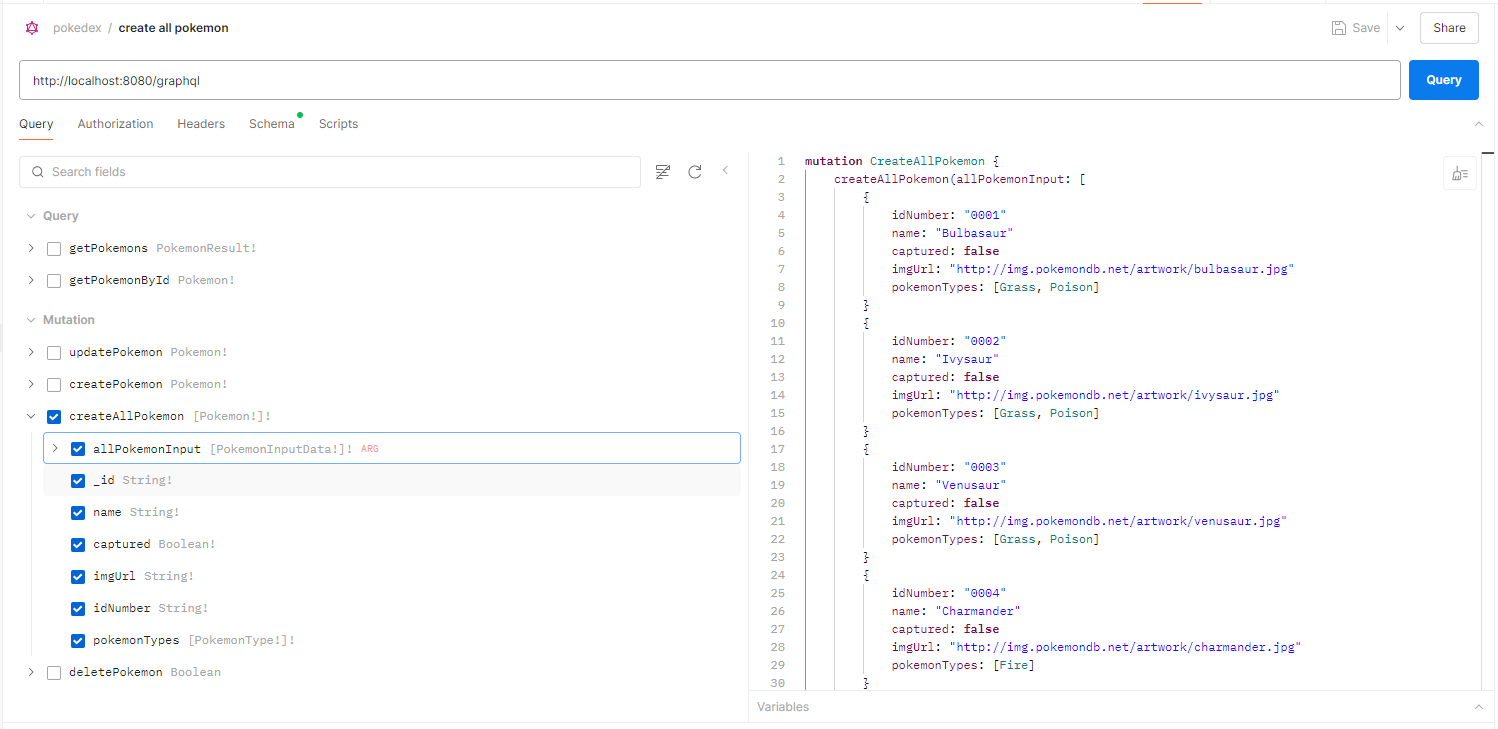 pokedex / create all pokemon
Save
Share
http://localhost:8080/graphql
Query
Query Authorization Headers Schema Scripts
Search fields
Query
getPokemons PokemonResult!
getPokemonById Pokemon!
Mutation
updatePokemon Pokemon!
createPokemon Pokemon!
createAllPokemon [Pokemon!]!
allPokemonInput [PokemonInputData!]! ARG
_id String!
name String!
captured Boolean!
imgUrl String!
idNumber String!
pokemonTypes [PokemonType!]!
deletePokemon Boolean
1 mutation CreateAllPokemon {
2 createAllPokemon(allPokemonInput: [
3 {
4 idNumber: "0001"
5 name: "Bulbasaur"
6 captured: false
7 imgUrl: "http://img.pokemondb.net/artwork/bulbasaur.jpg"
8 pokemonTypes: [Grass, Poison]
9 }
10 {
11 idNumber: "0002"
12 name: "Ivysaur"
13 captured: false
14 imgUrl: "http://img.pokemondb.net/artwork/ivysaur.jpg"
15 pokemonTypes: [Grass, Poison]
16 }
17 {
18 idNumber: "0003"
19 name: "Venusaur"
20 captured: false
21 imgUrl: "http://img.pokemondb.net/artwork/venusaur.jpg"
22 pokemonTypes: [Grass, Poison]
23 }
24 {
25 idNumber: "0004"
26 name: "Charmander"
27 captured: false
28 imgUrl: "http://img.pokemondb.net/artwork/charmander.jpg"
29 pokemonTypes: [Fire]
30 }
Variables